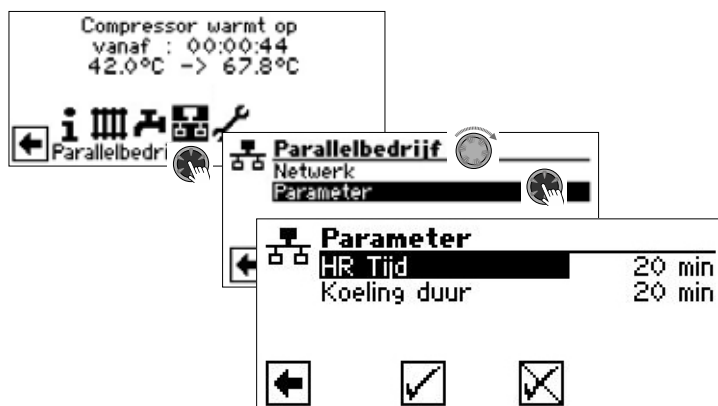 Compressor warmt op
vanaf : 00:00:44
42.0°C -> 67.8°C
Parallelbedri
Parallelbedrijf
Netwerk
Parameter
Parameter
HR Tijd 20 min
Koeling duur 20 min